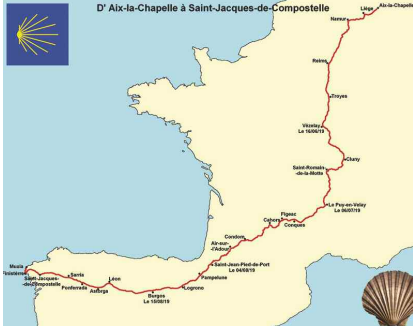 D' Aix-la-Chapelle à Saint-Jacques-de-Compostelle
Aix-la-Chapelle
Liège
Namur
Reims
Troyes
Vézelay
Le 16/06/19
Cluny
Saint-Romain
-de-la-Motte
Le Puy-en-Velay
Le 06/07/19
Figeac
Cahors
Conques
Condom
Air-sur-
l'Adour
Saint-Jean-Pied-de-Port
Le 04/08/19
Pampelune
Logrono
Burgos
Le 15/08/19
Léon
Astorga
Sarria
Ponferrada
Saint-Jacques-
de-Compostelle
Muxia
Finistère